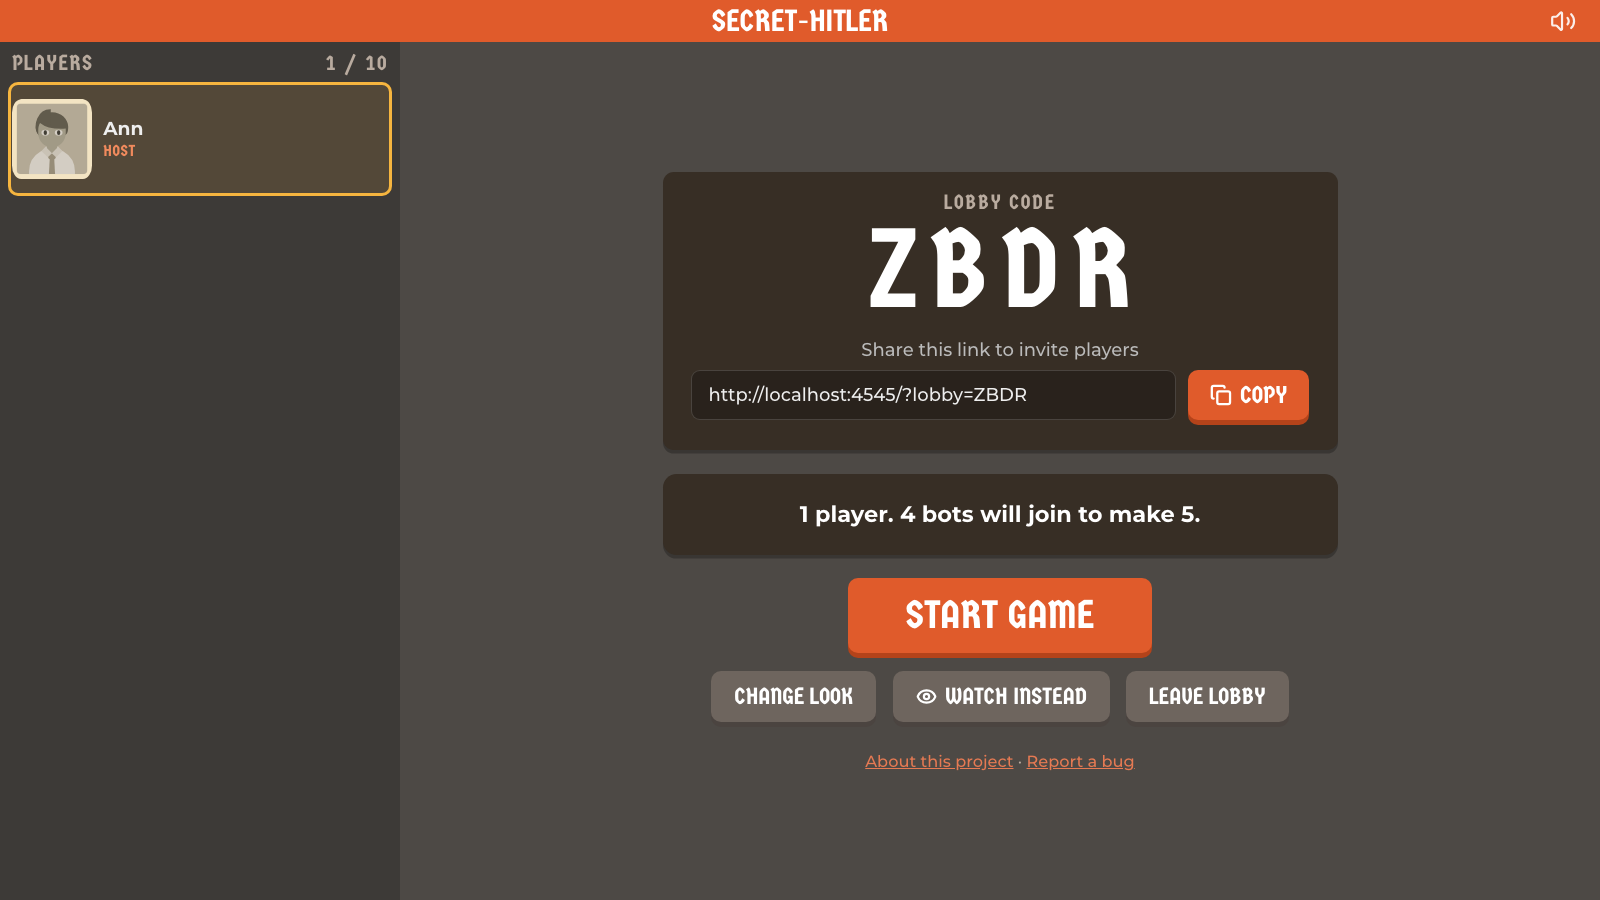 SECRET-HITLER
PLAYERS 1 / 10
Ann
HOST
LOBBY CODE
ZBDR
Share this link to invite players
http://localhost:4545/?lobby=ZBDR
COPY
1 player. 4 bots will join to make 5.
START GAME
CHANGE LOOK
WATCH INSTEAD
LEAVE LOBBY
About this project · Report a bug